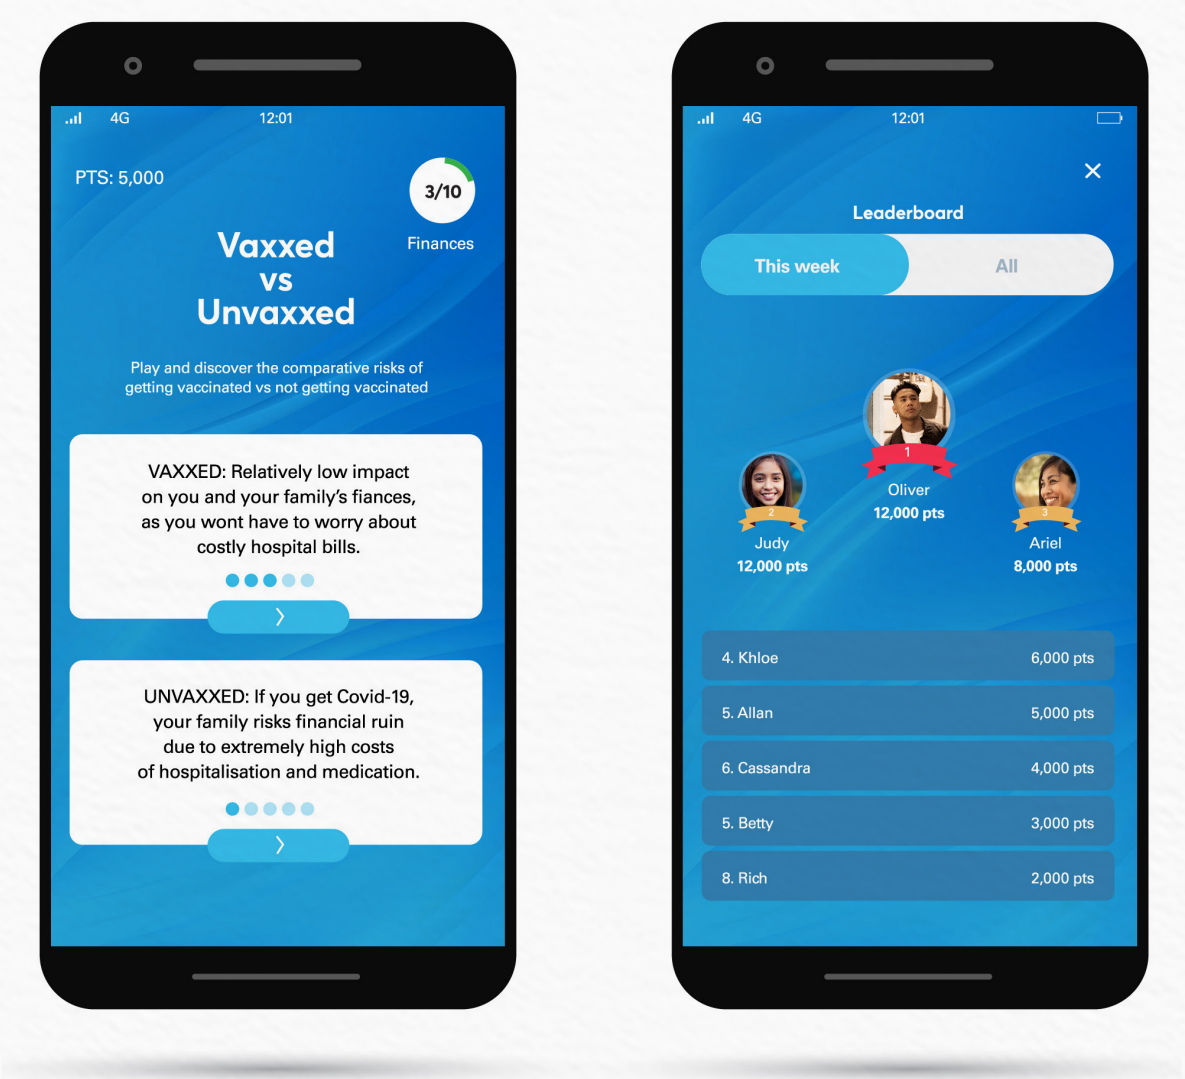 4G
12:01
PTS: 5,000
3/10
Finances
Vaxxed
vs
Unvaxxed
Play and discover the comparative risks of
getting vaccinated vs not getting vaccinated
VAXXED: Relatively low impact
on you and your family's fiances,
as you wont have to worry about
costly hospital bills.
UNVAXXED: If you get Covid-19,
your family risks financial ruin
due to extremely high costs
of hospitalisation and medication.
4G
12:01
Leaderboard
This week
All
1
Oliver
12,000 pts
2
Judy
12,000 pts
3
Ariel
8,000 pts
4. Khloe 6,000 pts
5. Allan 5,000 pts
6. Cassandra 4,000 pts
5. Betty 3,000 pts
8. Rich 2,000 pts